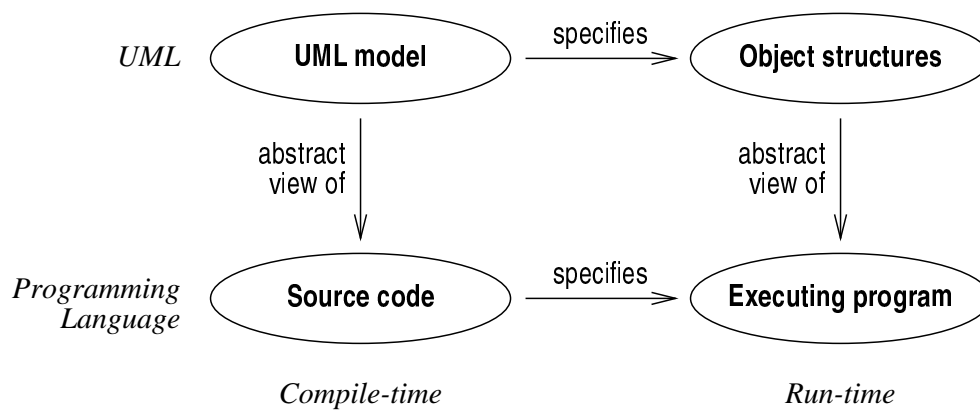 UML
UML model
specifies
Object structures
abstract
view of
abstract
view of
Programming
Language
Source code
specifies
Executing program
Compile-time
Run-time